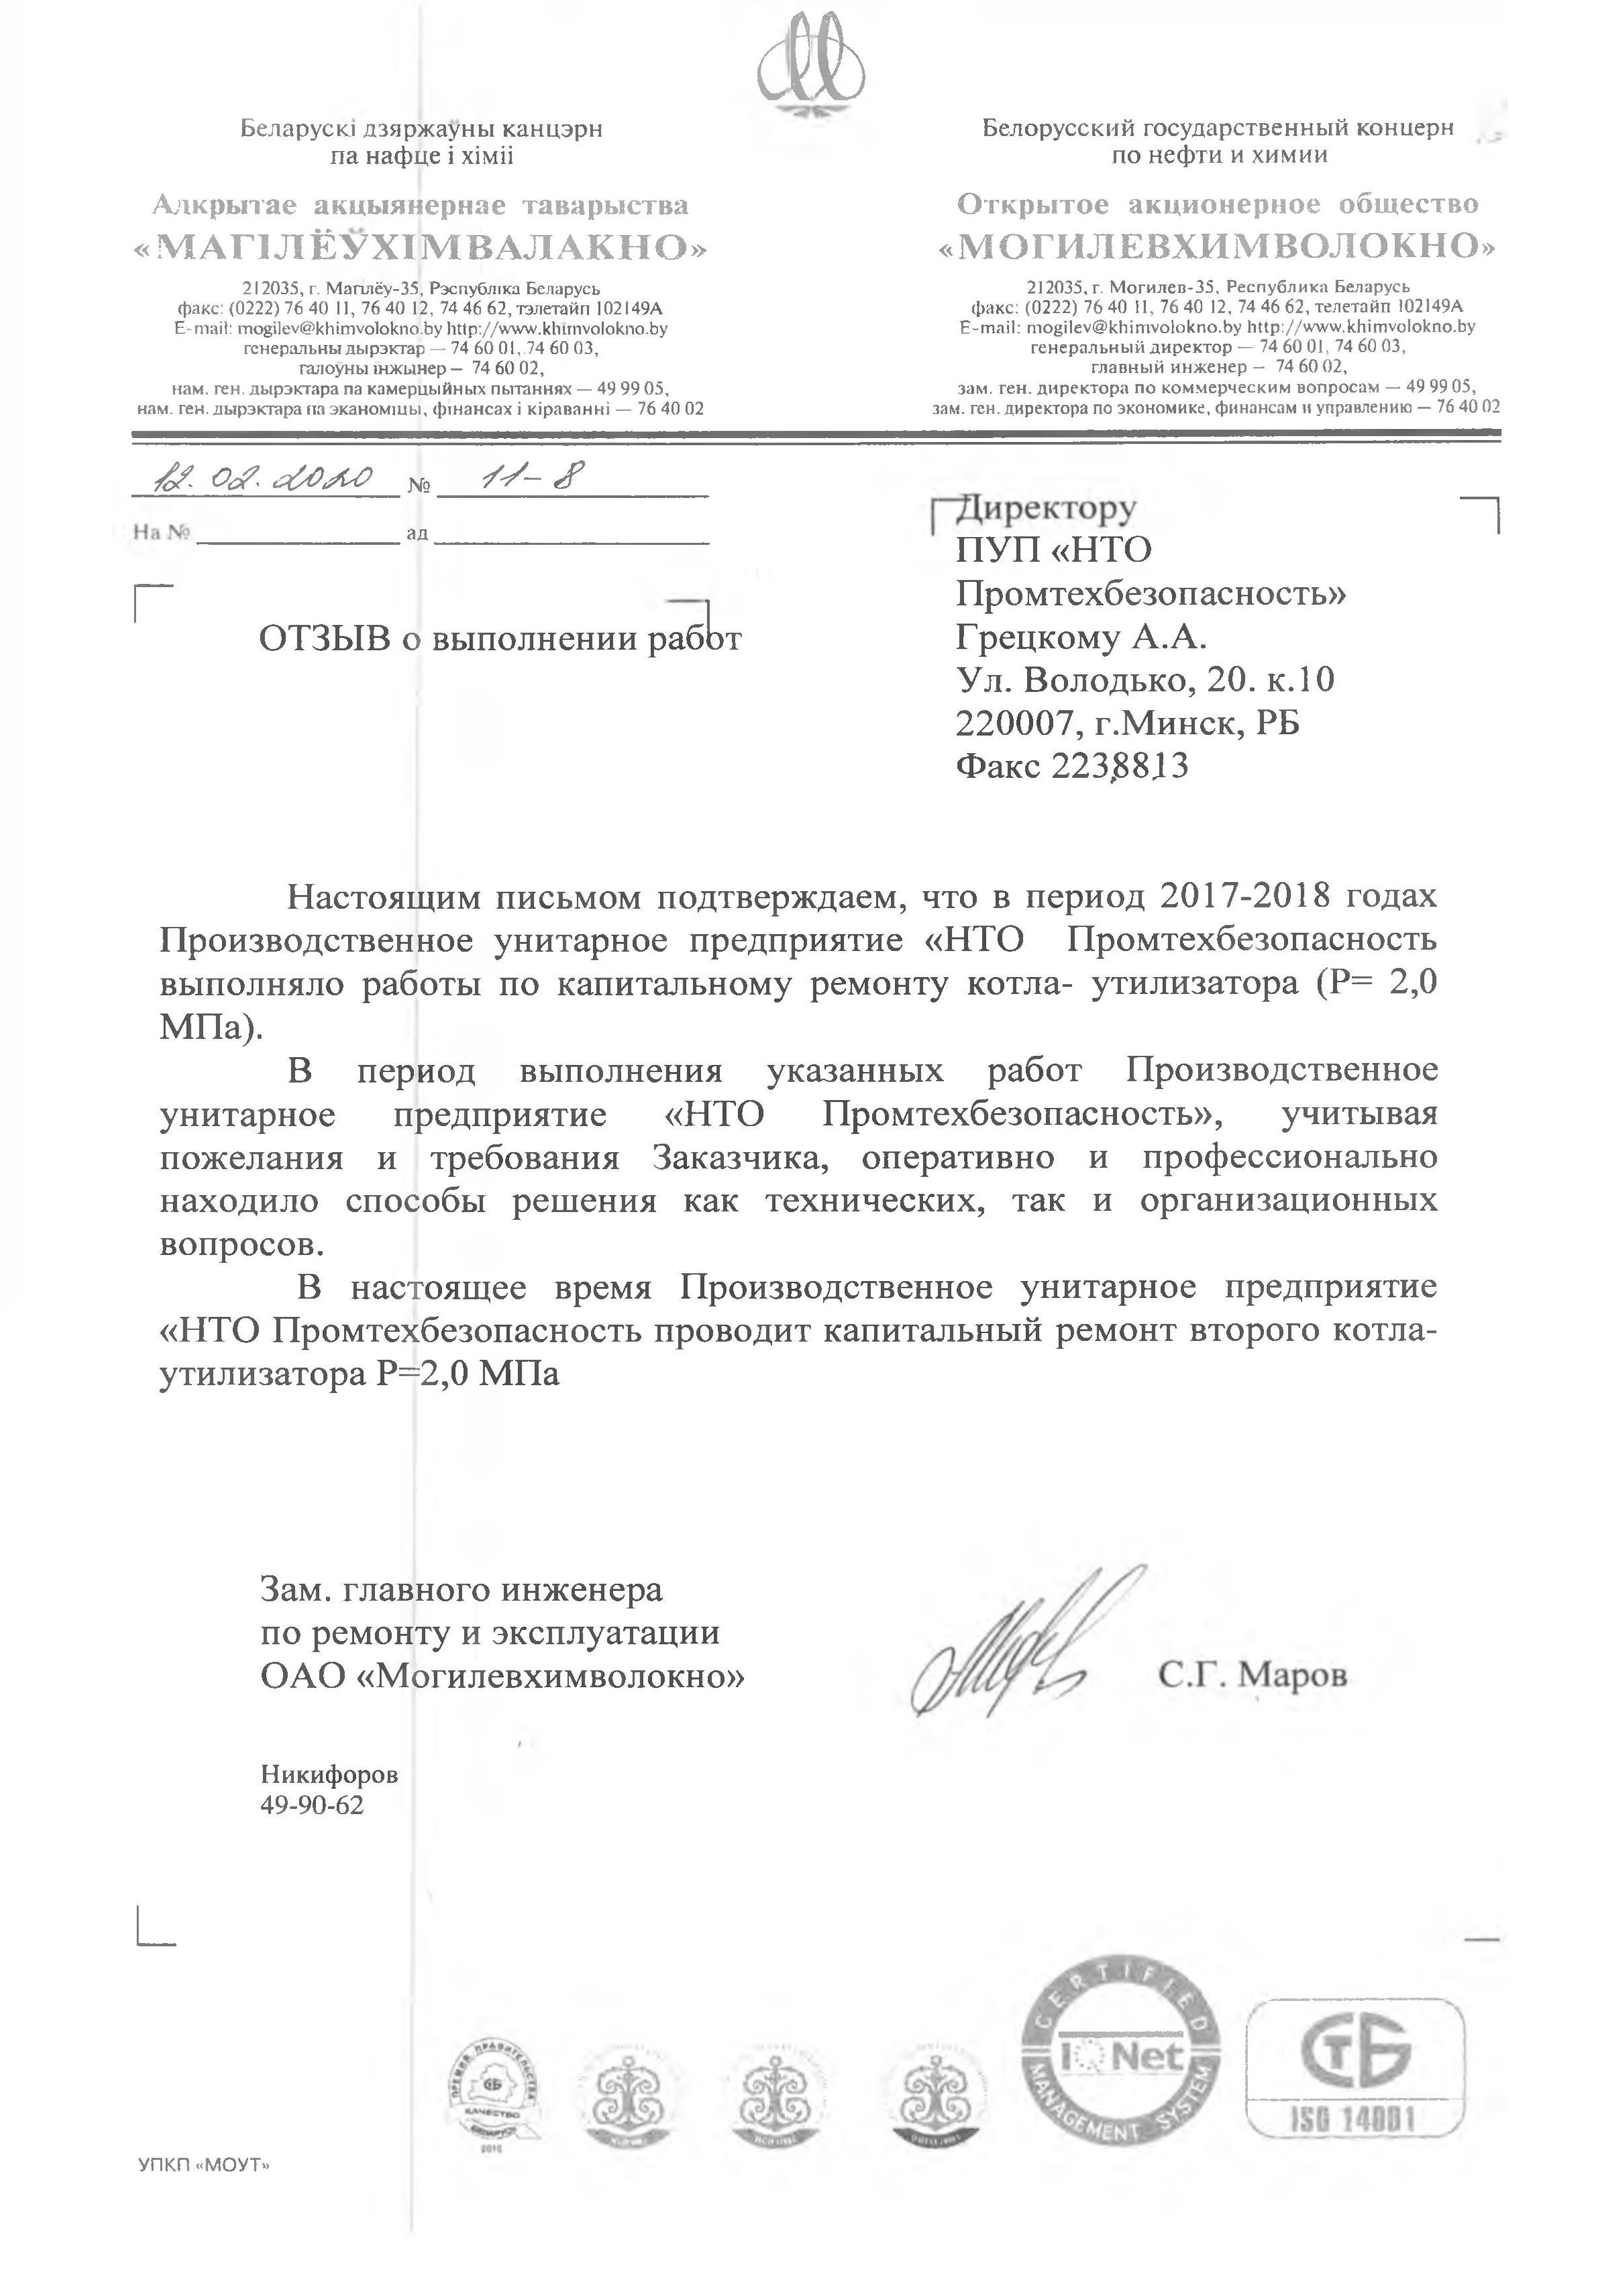 Беларускі дзяржаўны канцэрн
па нафце і хіміі
Адкрытае акцыянернае таварыства
«МАГІЛЁЎХІМВАЛАКНО»
212035, г. Магілёу-35, Рэспубліка Беларусь
факс: (0222) 76 40 11, 76 40 12, 74 46 62, тэлетайп 102149А
E-mail: mogilev@khimvolokno.by http://www.khimvolokno.by
генеральны дырэктар — 74 60 01, 74 60 03,
галоўны інжынер — 74 60 02,
нам. ген. дырэктара па камерцыйных пытаннях — 49 99 05,
нам. ген. дырэктара па эканоміцы, фінансах і кіраванні — 76 40 02
Белорусский государственный концерн
по нефти и химии
Открытое акционерное общество
«МОГИЛЕВХИМВОЛОКНО»
212035, г. Могилев-35, Республика Беларусь
факс: (0222) 76 40 11, 76 40 12, 74 46 62, телетайп 102149А
E-mail: mogilev@khimvolokno.by http://www.khimvolokno.by
генеральный директор — 74 60 01, 74 60 03,
главный инженер — 74 60 02,
зам. ген. директора по коммерческим вопросам — 49 99 05,
зам. ген. директора по экономике, финансам и управлению — 76 40 02
12.02.2020 № 11-8
На № ад
ОТЗЫВ о выполнении работ
Директору
ПУП «НТО
Промтехбезопасность»
Грецкому А.А.
Ул. Володько, 20. к.10
220007, г.Минск, РБ
Факс 2238813
Настоящим письмом подтверждаем, что в период 2017-2018 годах
Производственное унитарное предприятие «НТО Промтехбезопасность
выполняло работы по капитальному ремонту котла- утилизатора (Р= 2,0
МПа).
В период выполнения указанных работ Производственное
унитарное предприятие «НТО Промтехбезопасность», учитывая
пожелания и требования Заказчика, оперативно и профессионально
находило способы решения как технических, так и организационных
вопросов.
В настоящее время Производственное унитарное предприятие
«НТО Промтехбезопасность проводит капитальный ремонт второго котла-
утилизатора Р=2,0 МПа
Зам. главного инженера
по ремонту и эксплуатации
ОАО «Могилевхимволокно»
С.Г. Маров
Никифоров
49-90-62
ПРЕМИЯ ПРАВИТЕЛЬСТВА
СТБ
КАЧЕСТВО
CERTIFIED
IQNet
MANAGEMENT SYSTEM
СТБ
ISO 14001
УПКП «МОУТ»